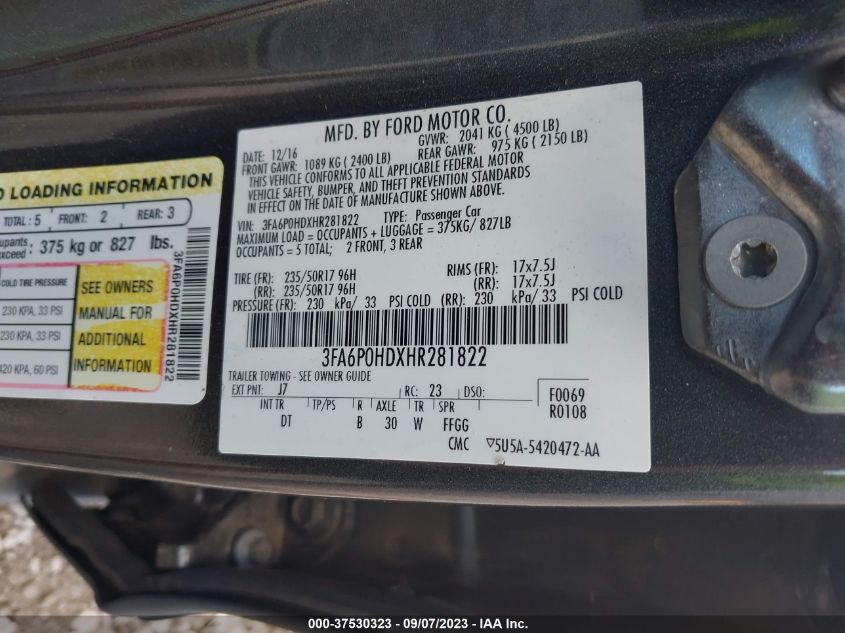 MFD. BY FORD MOTOR CO.
DATE: 12/16 GVWR: 2041 KG ( 4500 LB)
FRONT GAWR: 1089 KG ( 2400 LB) REAR GAWR: 975 KG ( 2150 LB)
THIS VEHICLE CONFORMS TO ALL APPLICABLE FEDERAL MOTOR
VEHICLE SAFETY, BUMPER, AND THEFT PREVENTION STANDARDS
IN EFFECT ON THE DATE OF MANUFACTURE SHOWN ABOVE.
VIN: 3FA6P0HDXHR281822 TYPE: Passenger Car
MAXIMUM LOAD = OCCUPANTS + LUGGAGE = 375KG/ 827LB
OCCUPANTS = 5 TOTAL; 2 FRONT, 3 REAR
TIRE (FR): 235/50R17 96H RIMS (FR): 17x7.5J
(RR): 235/50R17 96H (RR): 17x7.5J
PRESSURE (FR): 230 kPa/ 33 PSI COLD (RR): 230 kPa/ 33 PSI COLD
3FA6P0HDXHR281822
TRAILER TOWING - SEE OWNER GUIDE
EXT PNT: J7 RC: 23 DSO: F0069
INT TR TP/PS R AXLE TR SPR R0108
DT B 30 W FFGG
CMC ▽5U5A-5420472-AA
LOADING INFORMATION
TOTAL : 5 FRONT: 2 REAR: 3
375 kg or 827 lbs.
COLD TIRE PRESSURE
230 KPA, 33 PSI
230 KPA, 33 PSI
420 KPA, 60 PSI
SEE OWNERS
MANUAL FOR
ADDITIONAL
INFORMATION
3FA6P0HDXHR281822
000-37530323 - 09/07/2023 - IAAI.com